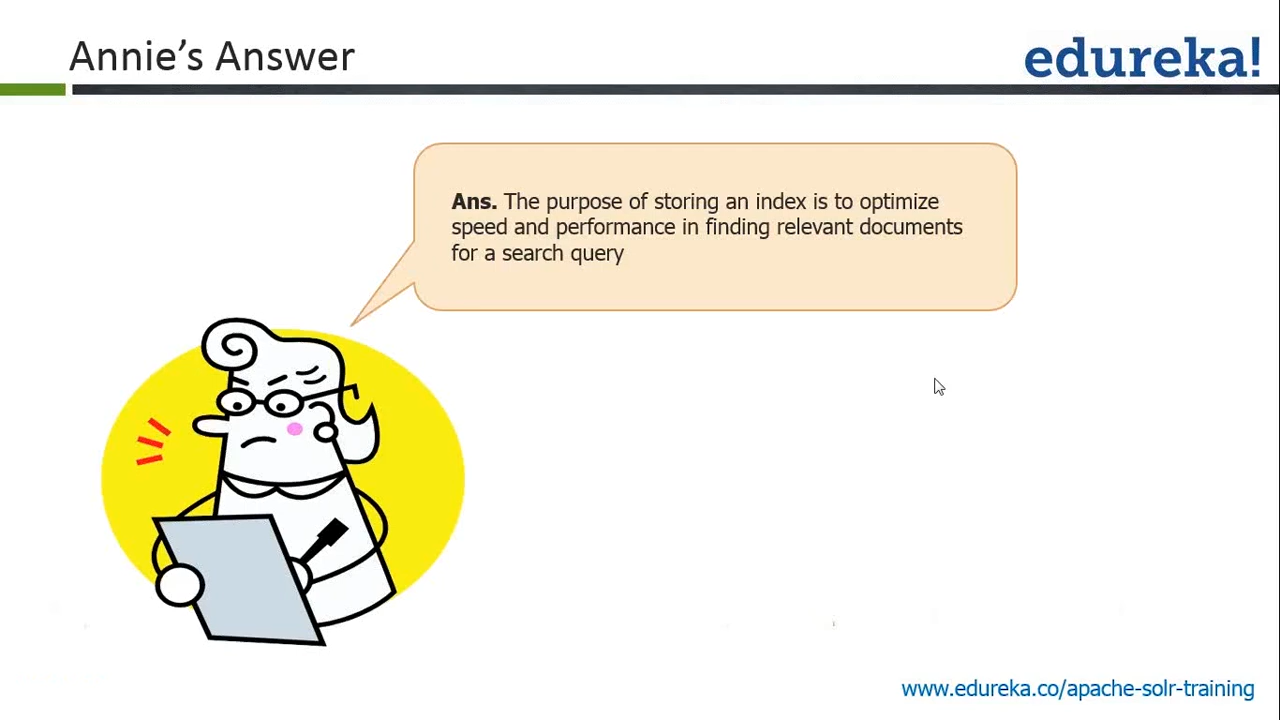 Annie’s Answer
edureka!
Ans. The purpose of storing an index is to optimize
speed and performance in finding relevant documents
for a search query
www.edureka.co/apache-solr-training